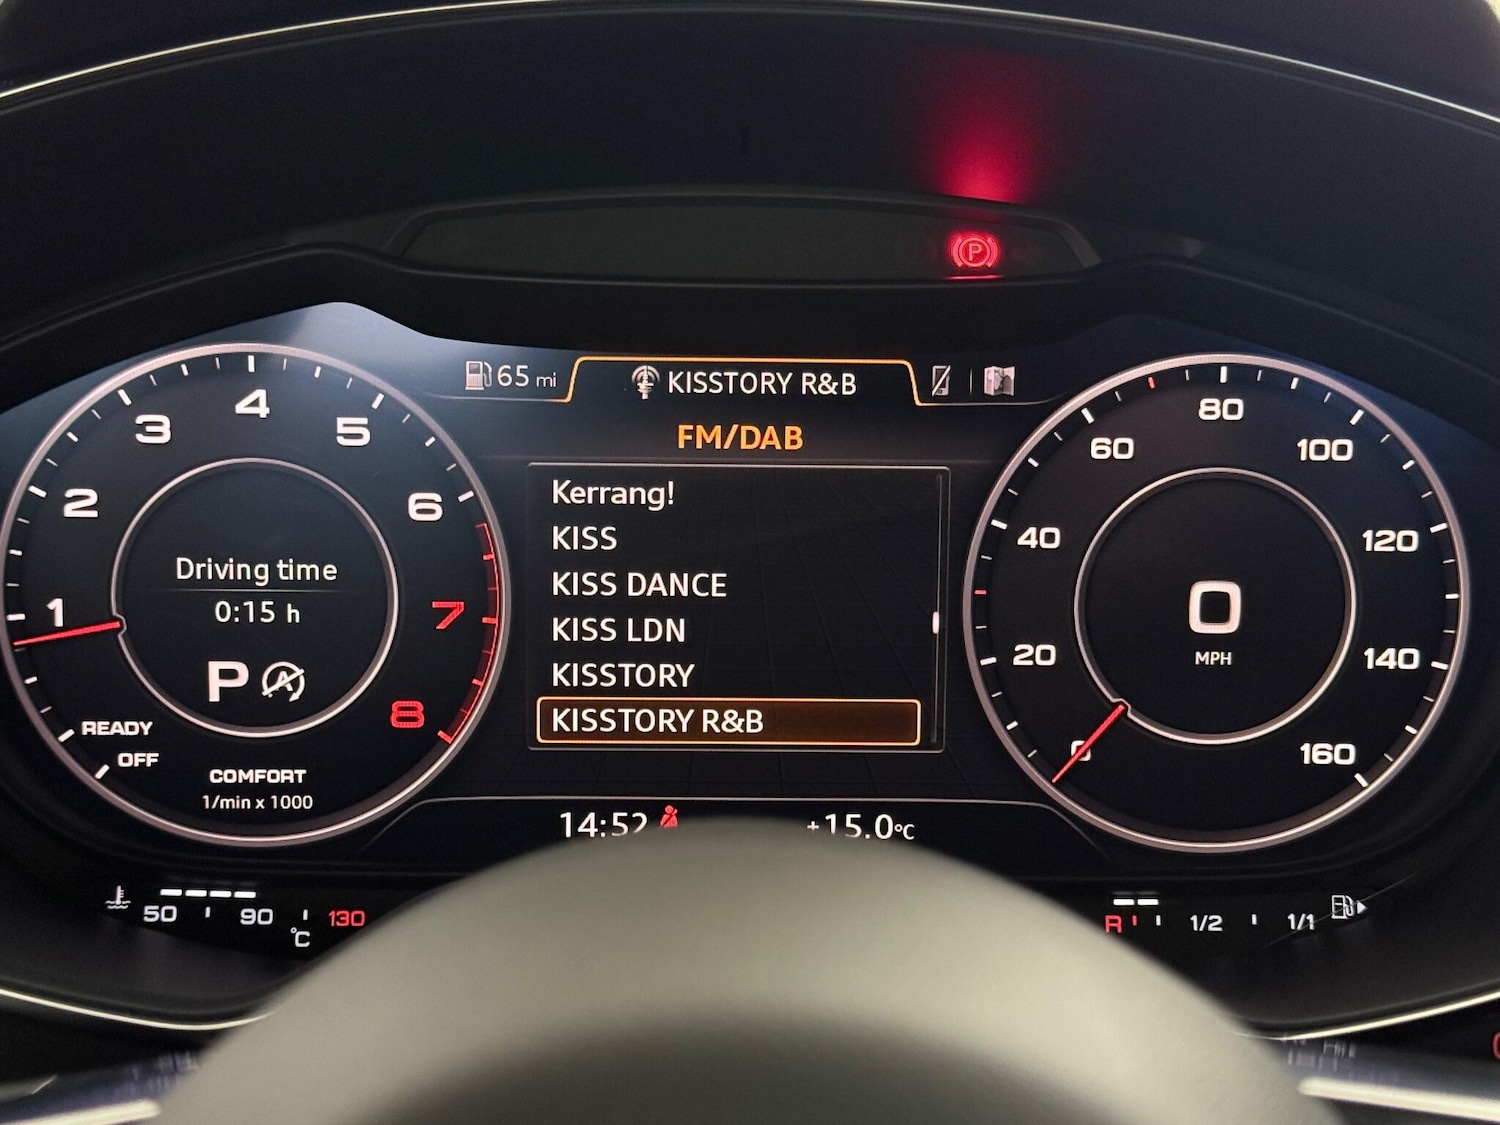 P
65 mi
KISSTORY R&B
FM/DAB
Kerrang!
KISS
KISS DANCE
KISS LDN
KISSTORY
KISSTORY R&B
14:52
+15.0°C
1
2
3
4
5
6
7
8
Driving time
0:15 h
P A
READY
OFF
COMFORT
1/min x 1000
0
20
40
60
80
100
120
140
160
0
MPH
50 90 130
°C
R 1/2 1/1